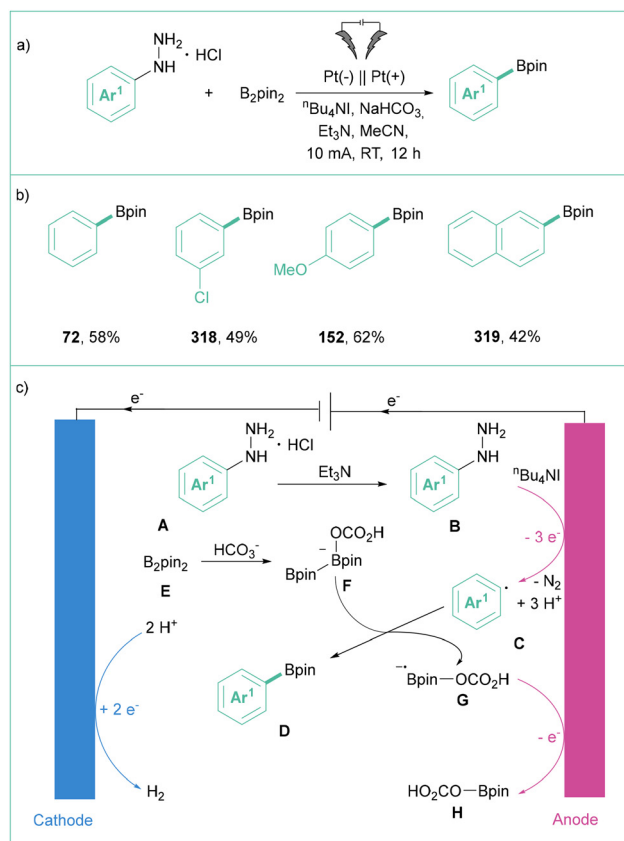 a)
NH₂
NH · HCl
Ar¹
+
B₂pin₂
Pt(-) || Pt(+)
ⁿBu₄NI, NaHCO₃,
Et₃N, MeCN,
10 mA, RT, 12 h
Bpin
Ar¹
b)
Bpin
Bpin
Bpin
Bpin
Cl
MeO
72, 58%
318, 49%
152, 62%
319, 42%
c)
e⁻
e⁻
NH₂
NH · HCl
Ar¹
A
Et₃N
NH₂
NH
Ar¹
B
ⁿBu₄NI
- 3 e⁻
B₂pin₂
E
HCO₃⁻
OCO₂H
⁻
Bpin
Bpin
F
Ar¹ ·
- N₂
+ 3 H⁺
C
2 H⁺
+ 2 e⁻
H₂
Bpin
Ar¹
D
⁻•
Bpin—OCO₂H
G
- e⁻
HO₂CO—Bpin
H
Cathode
Anode